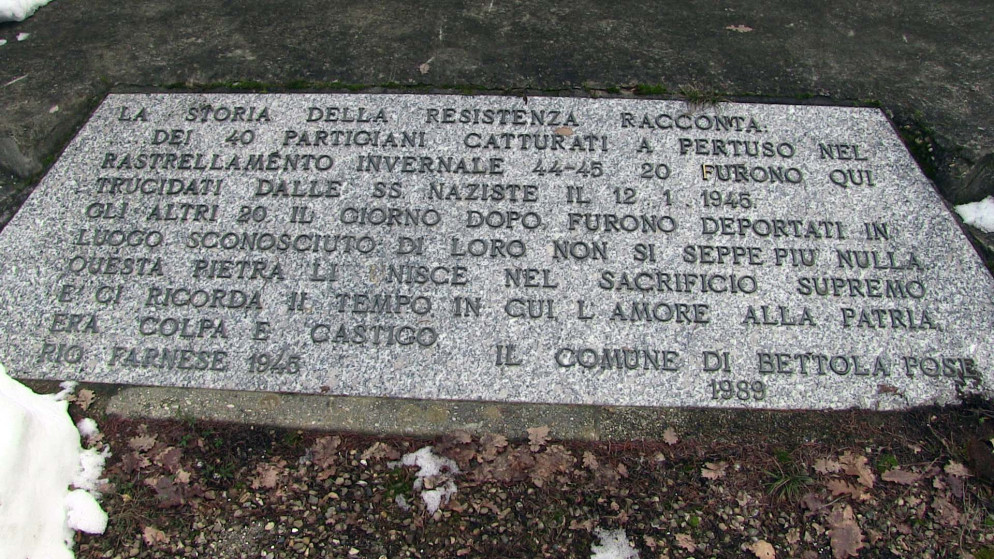 LA STORIA DELLA RESISTENZA RACCONTA.
DEI 40 PARTIGIANI CATTURATI A PERTUSO NEL
RASTRELLAMENTO INVERNALE 44-45 20 FURONO QUI
TRUCIDATI DALLE SS NAZISTE IL 12 1 1945.
GLI ALTRI 20 IL GIORNO DOPO FURONO DEPORTATI IN
LUOGO SCONOSCIUTO DI LORO NON SI SEPPE PIU NULLA
QUESTA PIETRA LI NISCE NEL SACRIFICIO SUPREMO
E CI RICORDA Il TEMPO IN CUI L'AMORE ALLA PATRIA
ERA COLPA E CASTIGO
RIO FARNESE 1945 IL COMUNE DI BETTOLA POSE
1989